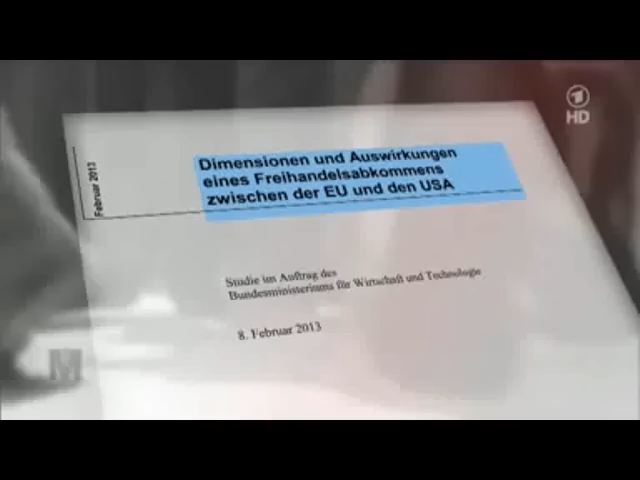 HD
Februar 2013
Dimensionen und Auswirkungen
eines Freihandelsabkommens
zwischen der EU und den USA
Studie im Auftrag des
Bundesministeriums für Wirtschaft und Technologie
8. Februar 2013
M